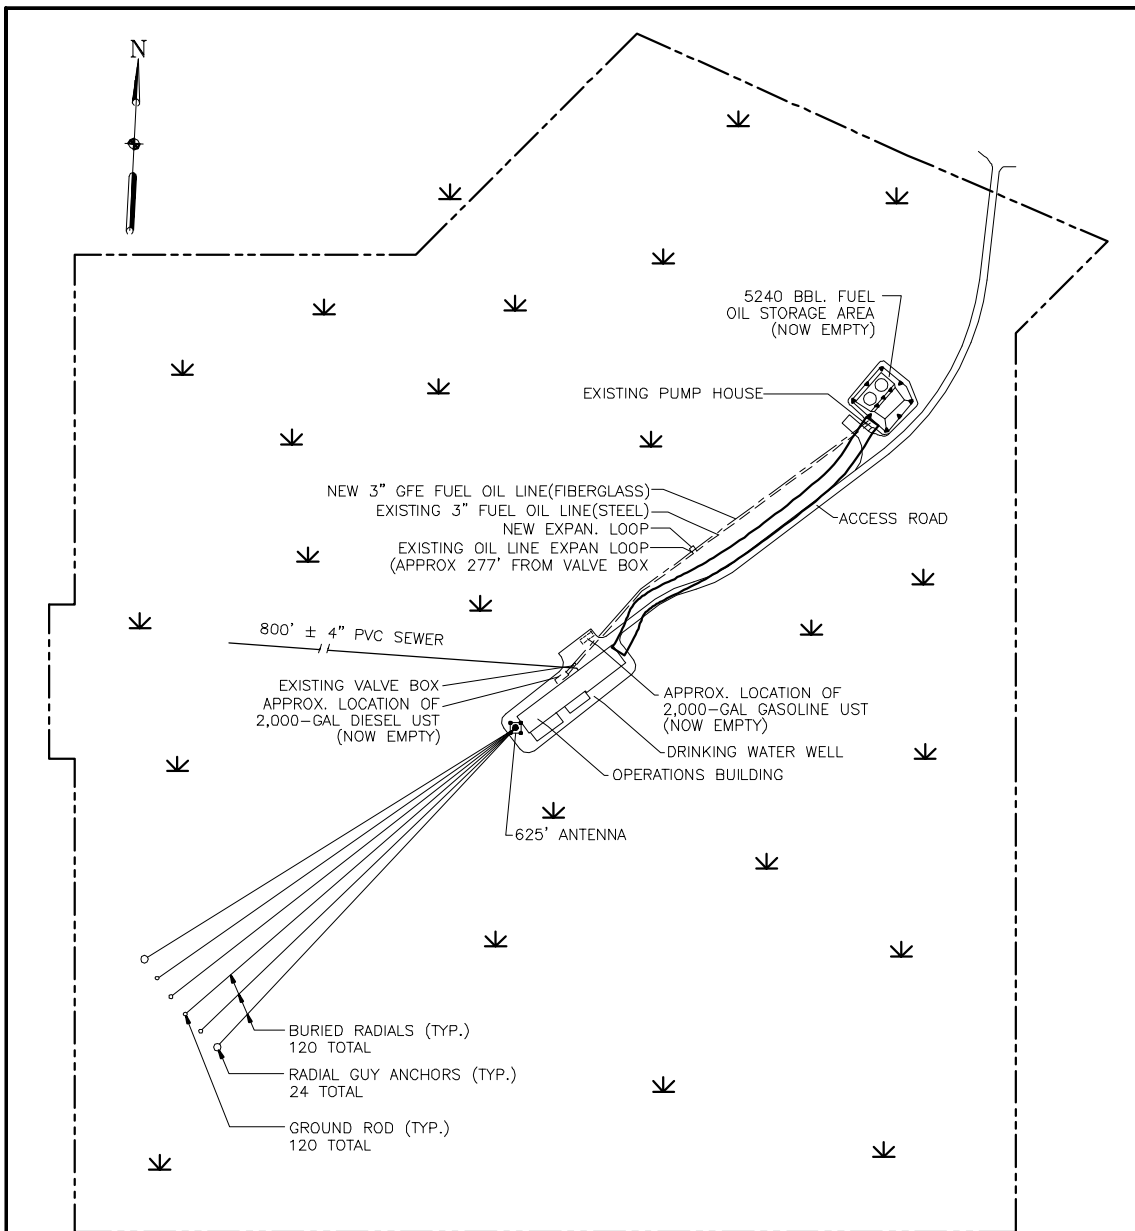 N
5240 BBL. FUEL
OIL STORAGE AREA
(NOW EMPTY)
EXISTING PUMP HOUSE
NEW 3" GFE FUEL OIL LINE(FIBERGLASS)
EXISTING 3" FUEL OIL LINE(STEEL)
NEW EXPAN. LOOP
EXISTING OIL LINE EXPAN LOOP
(APPROX 277' FROM VALVE BOX
ACCESS ROAD
800' ± 4" PVC SEWER
EXISTING VALVE BOX
APPROX. LOCATION OF
2,000-GAL DIESEL UST
(NOW EMPTY)
APPROX. LOCATION OF
2,000-GAL GASOLINE UST
(NOW EMPTY)
DRINKING WATER WELL
OPERATIONS BUILDING
625' ANTENNA
BURIED RADIALS (TYP.)
120 TOTAL
RADIAL GUY ANCHORS (TYP.)
24 TOTAL
GROUND ROD (TYP.)
120 TOTAL